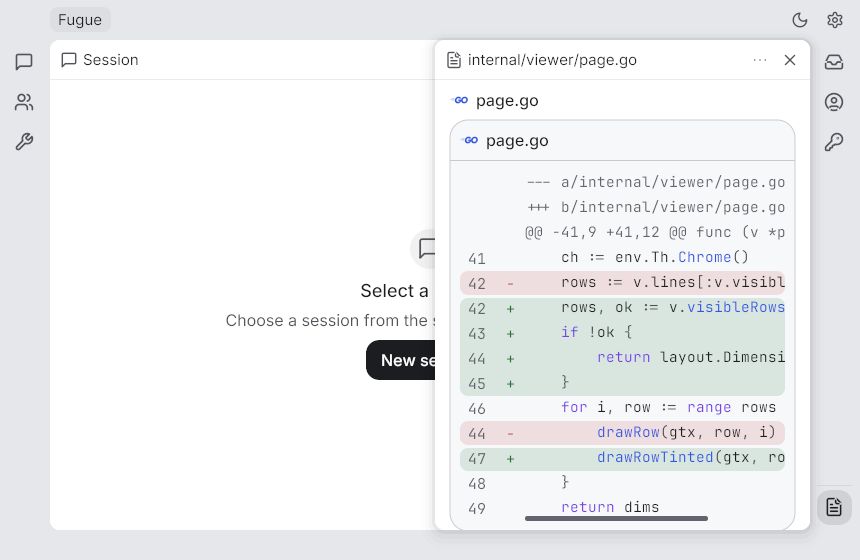 Fugue
Session
Select a
Choose a session from the
New se
internal/viewer/page.go
GO page.go
GO page.go
--- a/internal/viewer/page.go
+++ b/internal/viewer/page.go
@@ -41,9 +41,12 @@ func (v *p
41 ch := env.Th.Chrome()
42 - rows := v.lines[:v.visibl
42 + rows, ok := v.visibleRows
43 + if !ok {
44 + return layout.Dimensi
45 + }
46 for i, row := range rows
44 - drawRow(gtx, row, i)
47 + drawRowTinted(gtx, ro
48 }
49 return dims